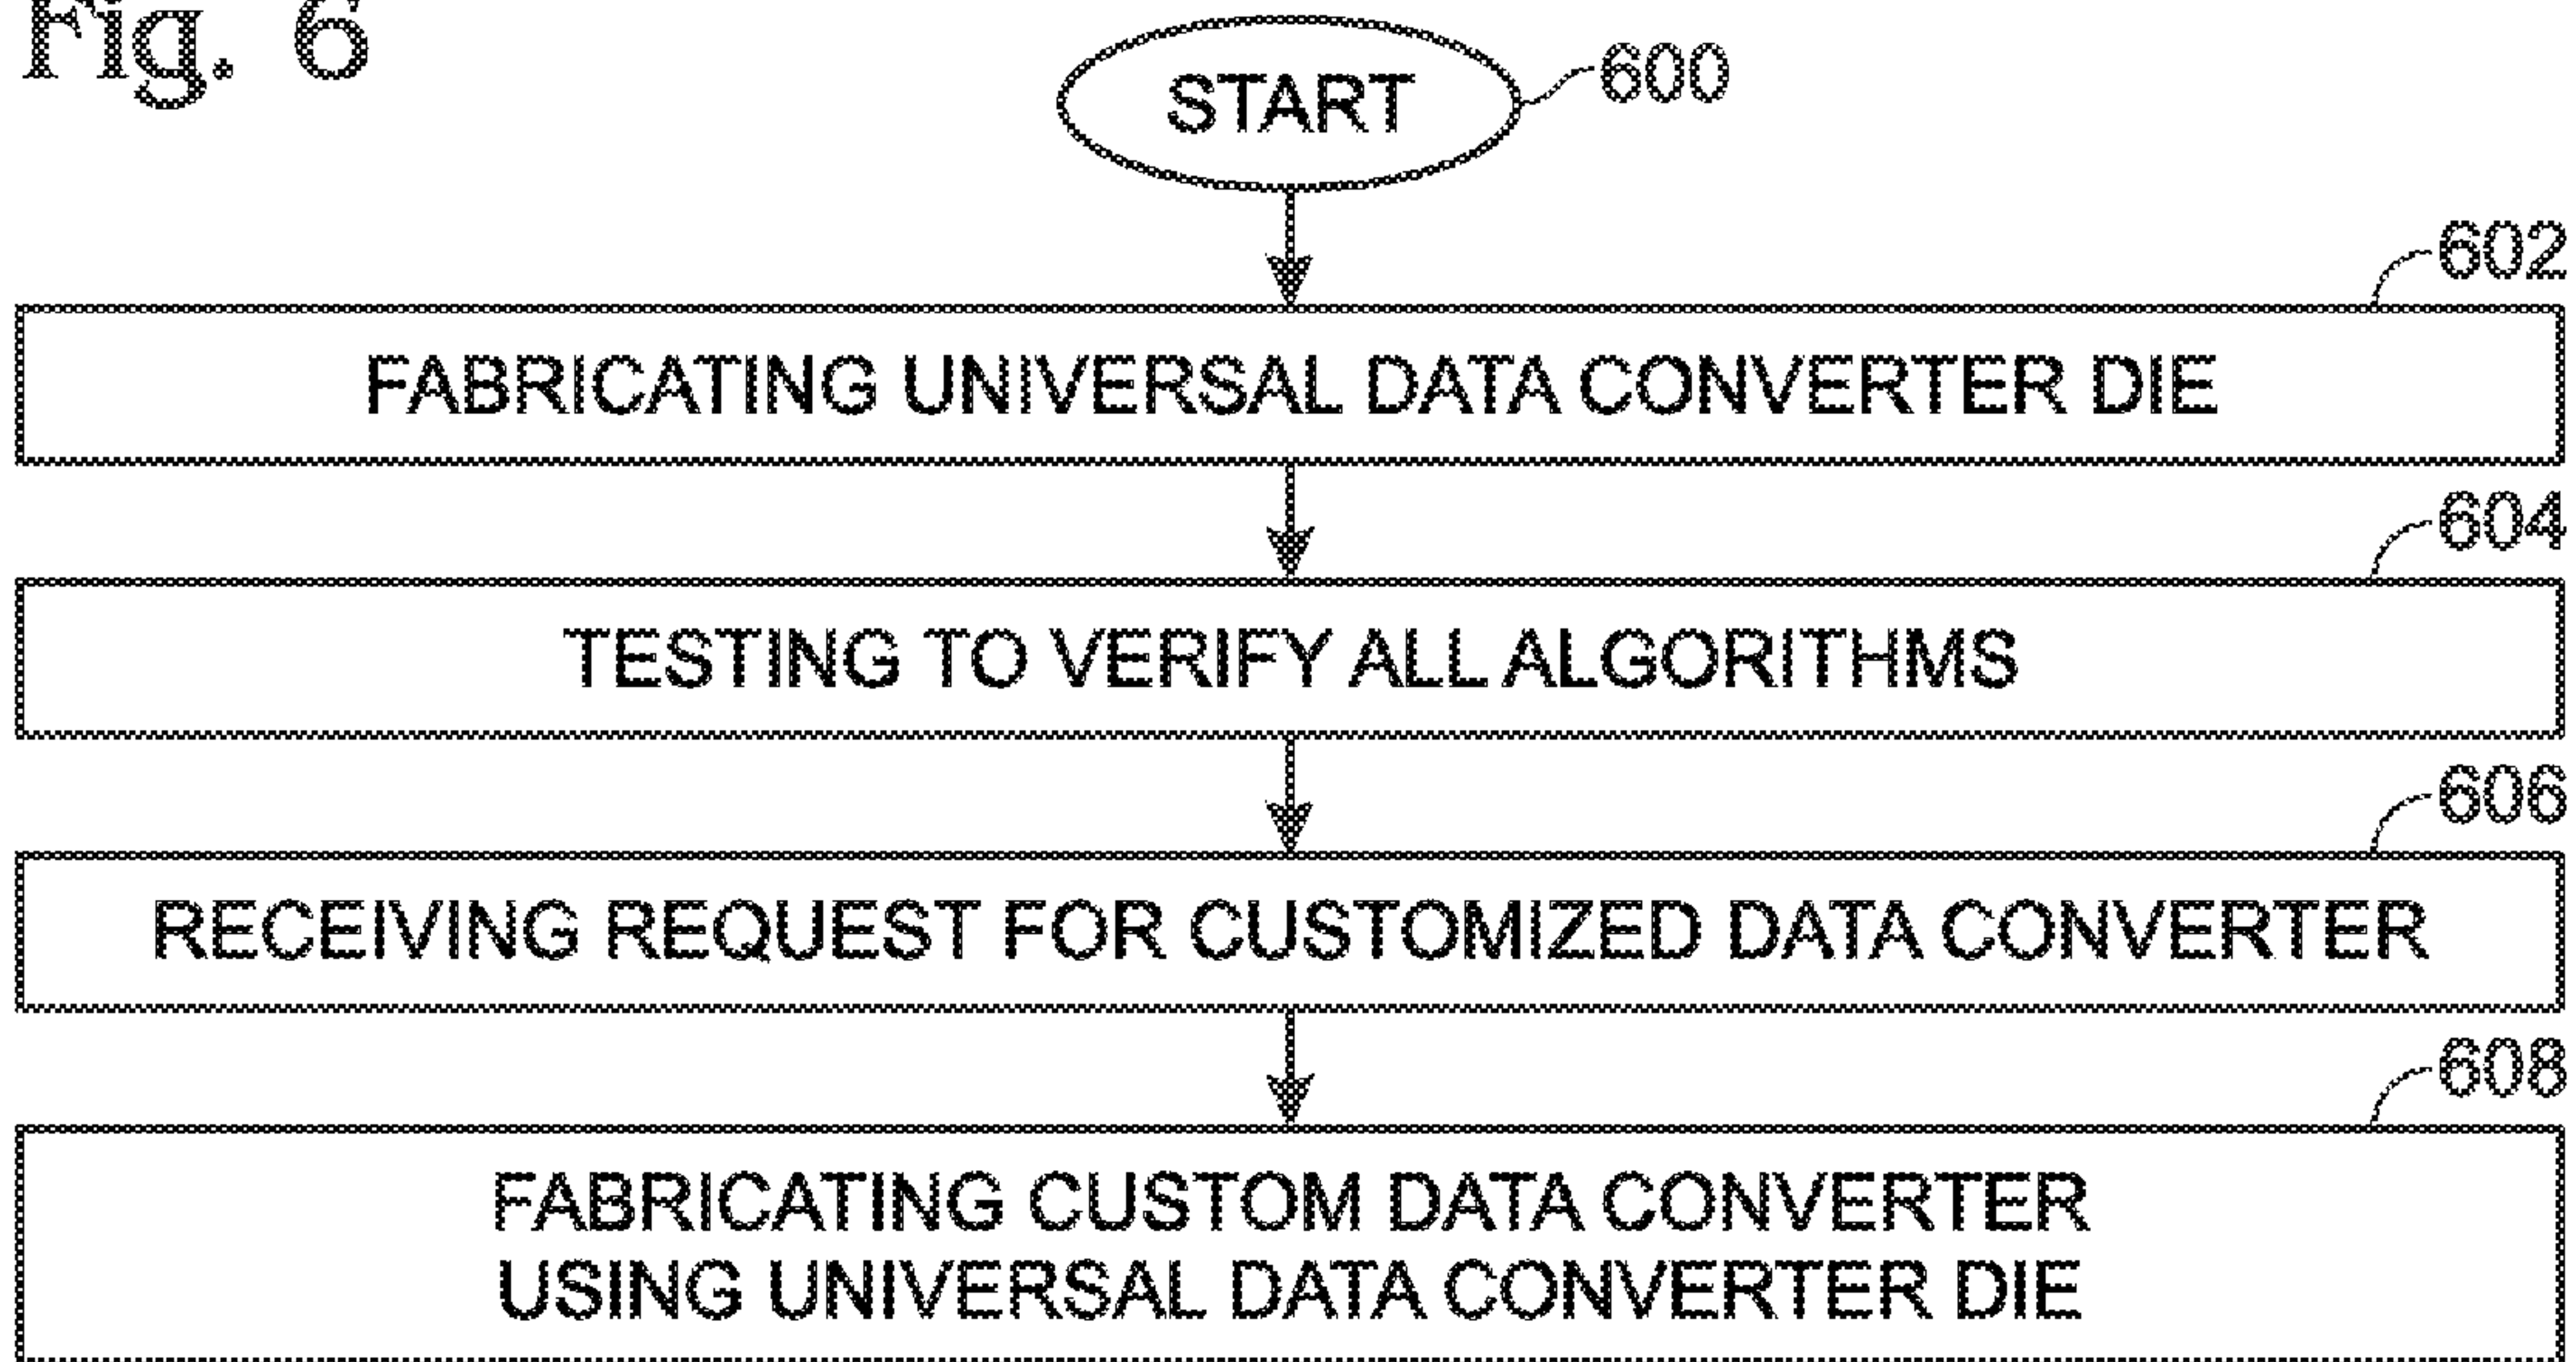 Fig. 6
START
600
602
FABRICATING UNIVERSAL DATA CONVERTER DIE
604
TESTING TO VERIFY ALL ALGORITHMS
606
RECEIVING REQUEST FOR CUSTOMIZED DATA CONVERTER
608
FABRICATING CUSTOM DATA CONVERTER
USING UNIVERSAL DATA CONVERTER DIE